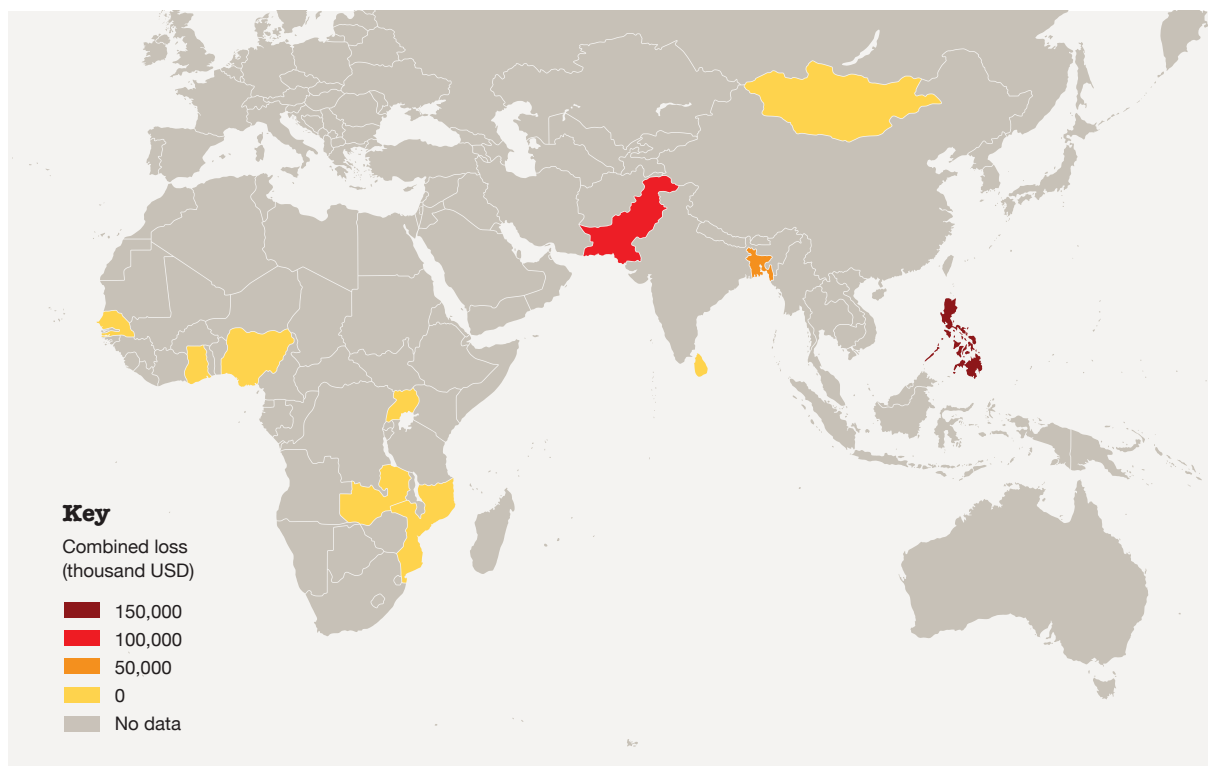 Key
Combined loss
(thousand USD)
150,000
100,000
50,000
0
No data